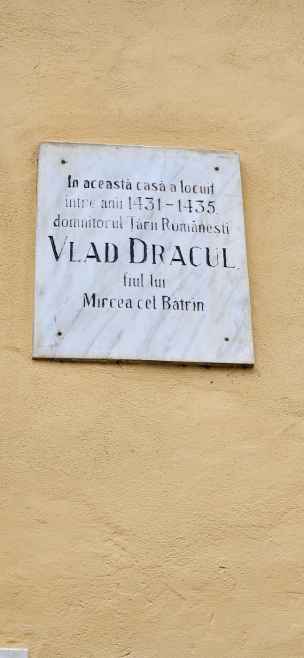 In această casă a locuit
între anii 1431-1435
domnitorul Țării Românești
VLAD DRACUL
fiul lui
Mircea cel Bătrîn